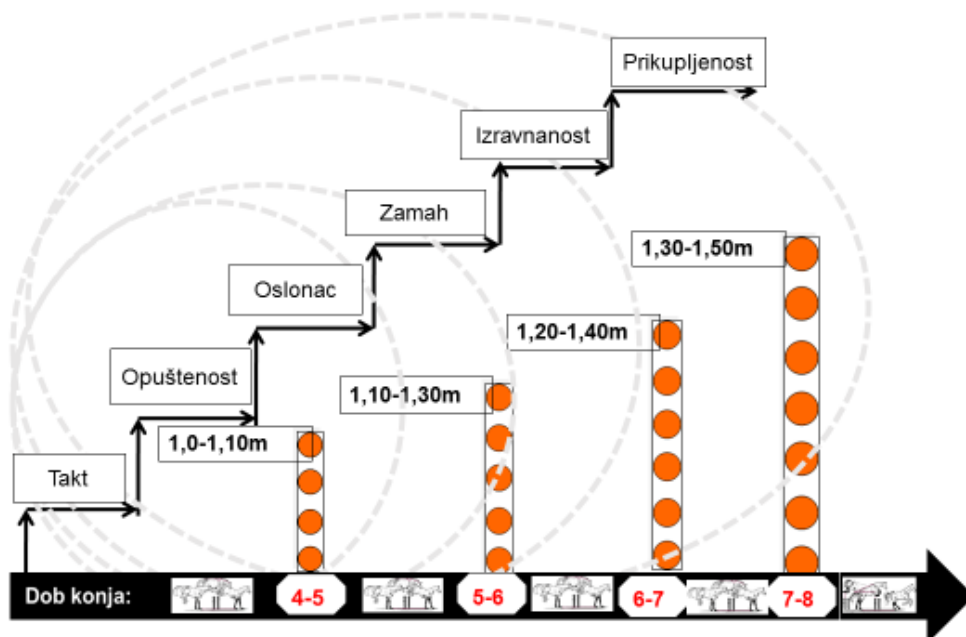 Prikupljenost
Izravnanost
Zamah
1,30-1,50m
Oslonac
1,20-1,40m
Opuštenost
1,10-1,30m
1,0-1,10m
Takt
Dob konja:
4-5
5-6
6-7
7-8